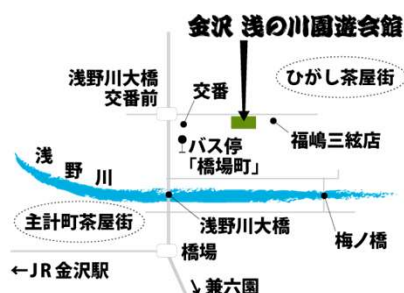 金沢 浅の川園遊会館
浅野川大橋
交番前
交番
ひがし茶屋街
バス停
「橋場町」
福嶋三絃店
浅野川
主計町茶屋街
浅野川大橋
梅ノ橋
橋場
←JR金沢駅
↘兼六園